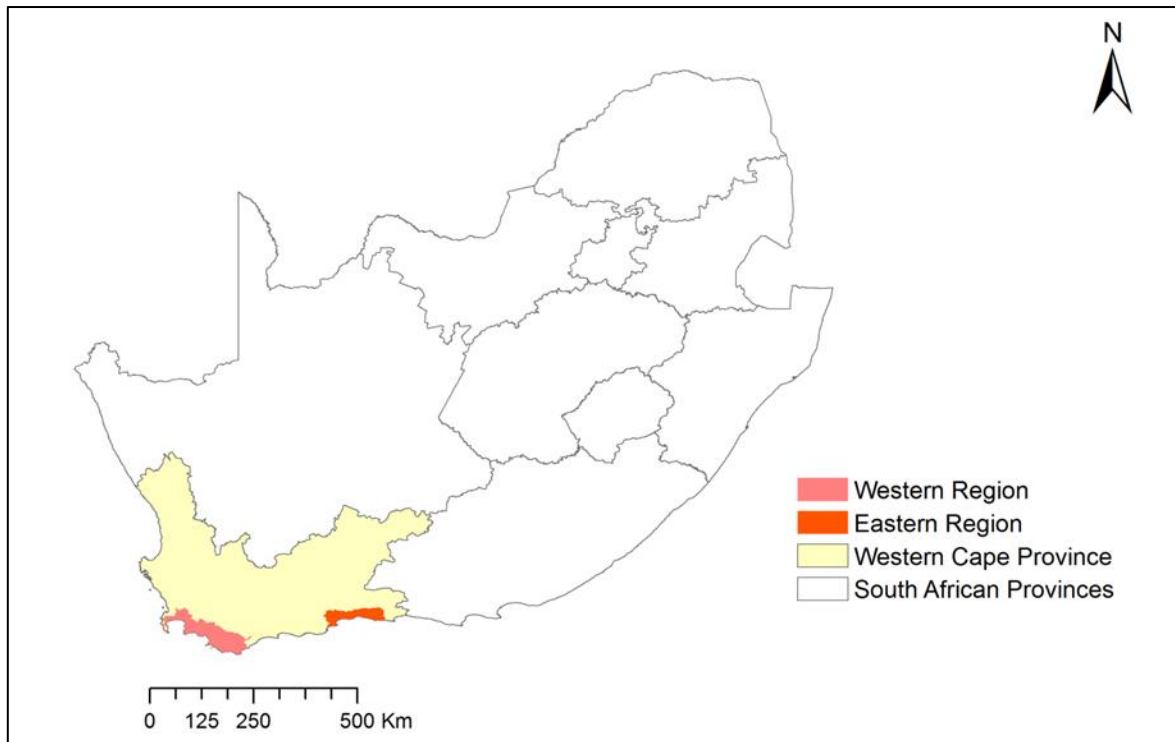 N
Western Region
Eastern Region
Western Cape Province
South African Provinces
0 125 250 500 Km